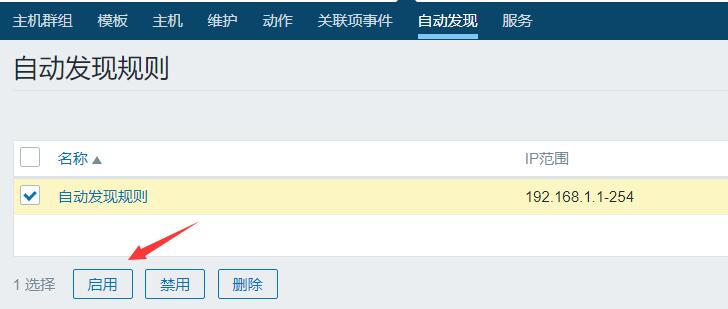 主机群组 模板 主机 维护 动作 关联项事件 自动发现 服务
自动发现规则
名称 IP范围
自动发现规则 192.168.1.1-254
1 选择 启用 禁用 删除